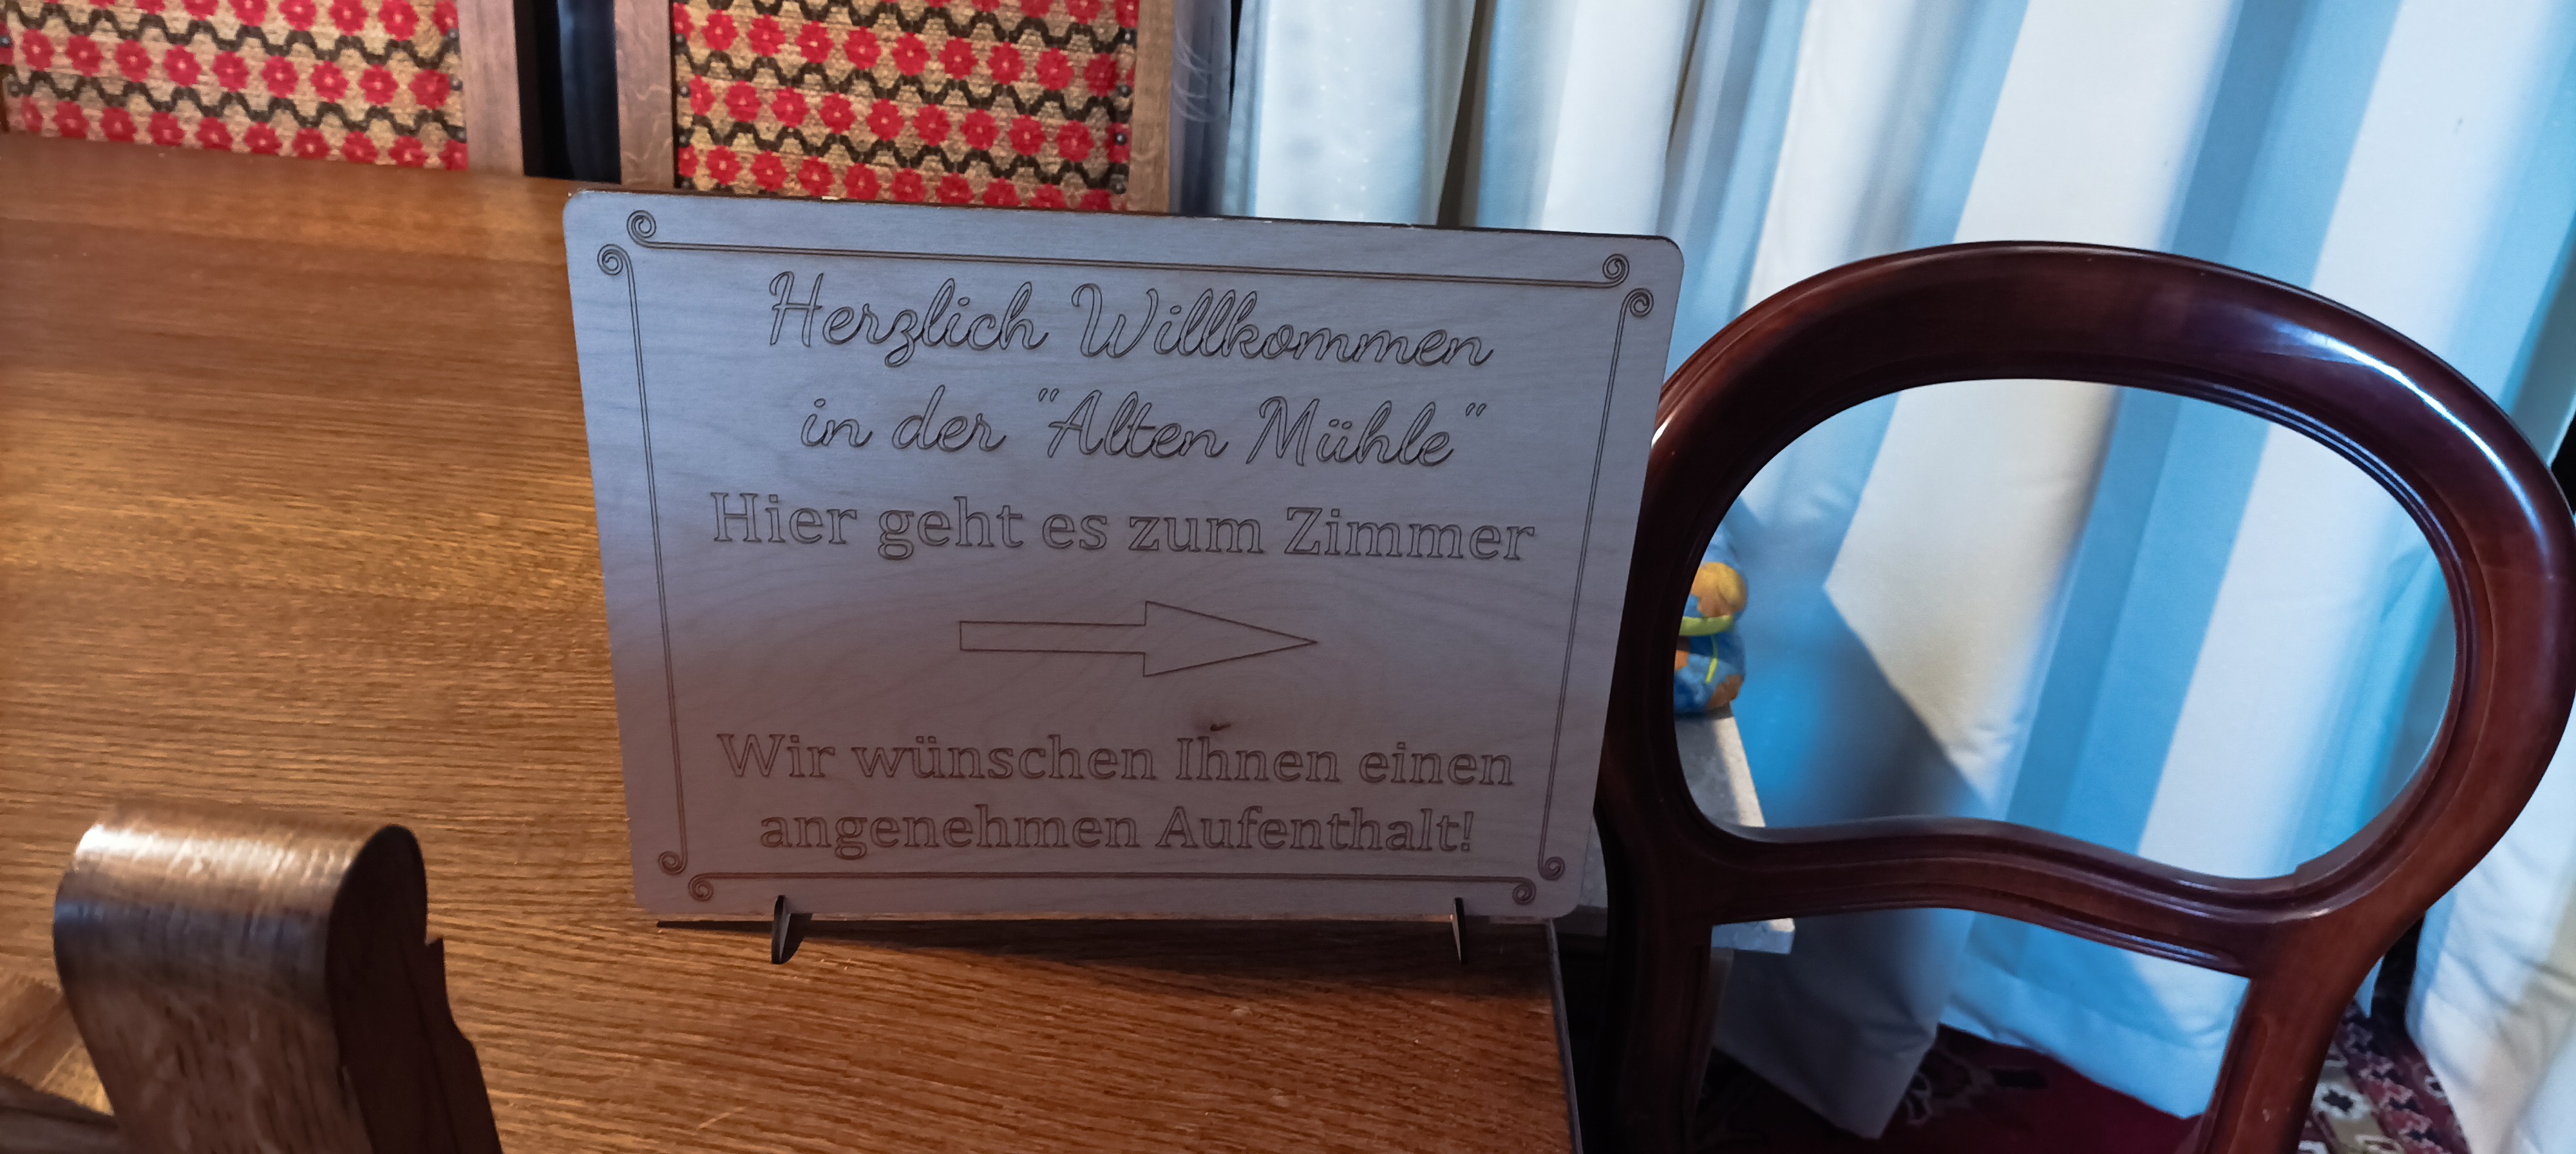 Herzlich Willkommen
in der "Alten Mühle"
Hier geht es zum Zimmer
Wir wünschen Ihnen einen
angenehmen Aufenthalt!